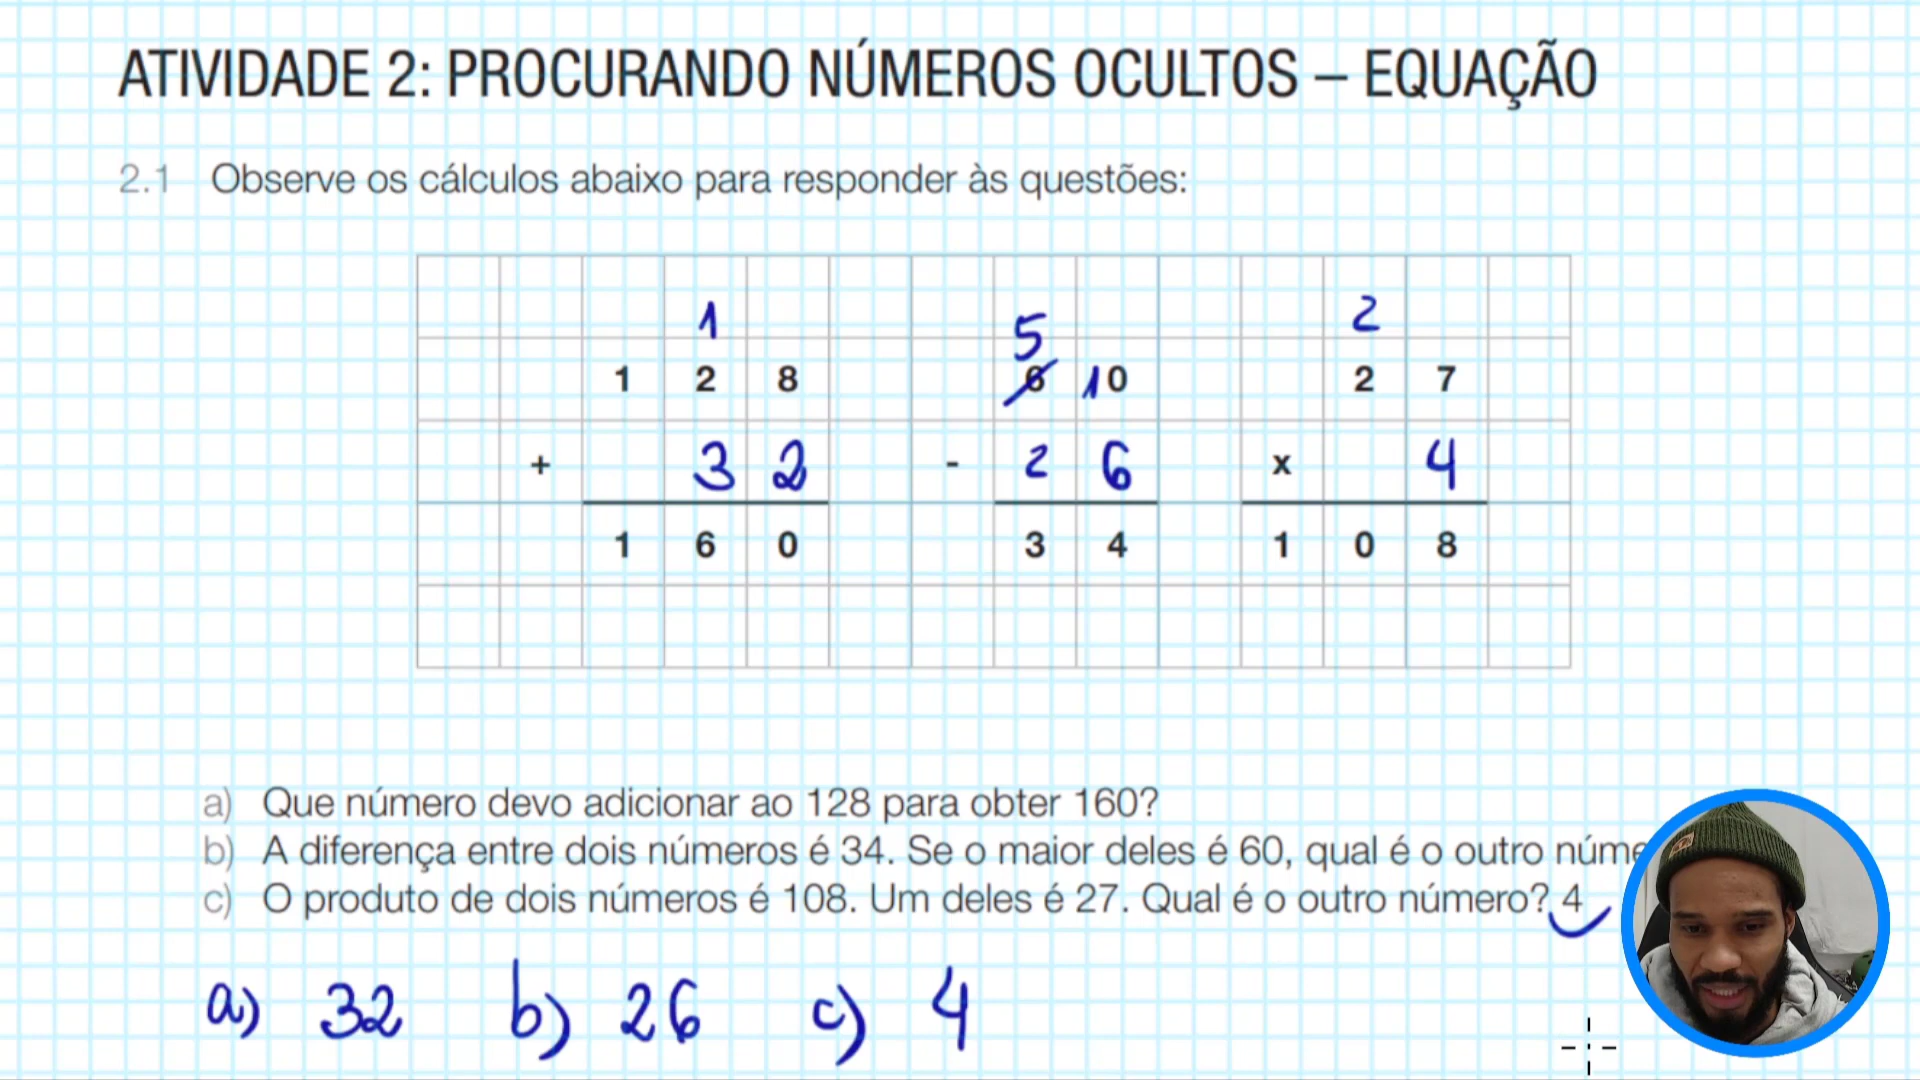 ATIVIDADE 2: PROCURANDO NÚMEROS OCULTOS – EQUAÇÃO
2.1 Observe os cálculos abaixo para responder às questões:
1 5 2
1 2 8 6 10 2 7
+ 3 2 - 2 6 x 4
1 6 0 3 4 1 0 8
a) Que número devo adicionar ao 128 para obter 160?
b) A diferença entre dois números é 34. Se o maior deles é 60, qual é o outro
c) O produto de dois números é 108. Um deles é 27. Qual é o outro número? 4
a) 32 b) 26 c) 4